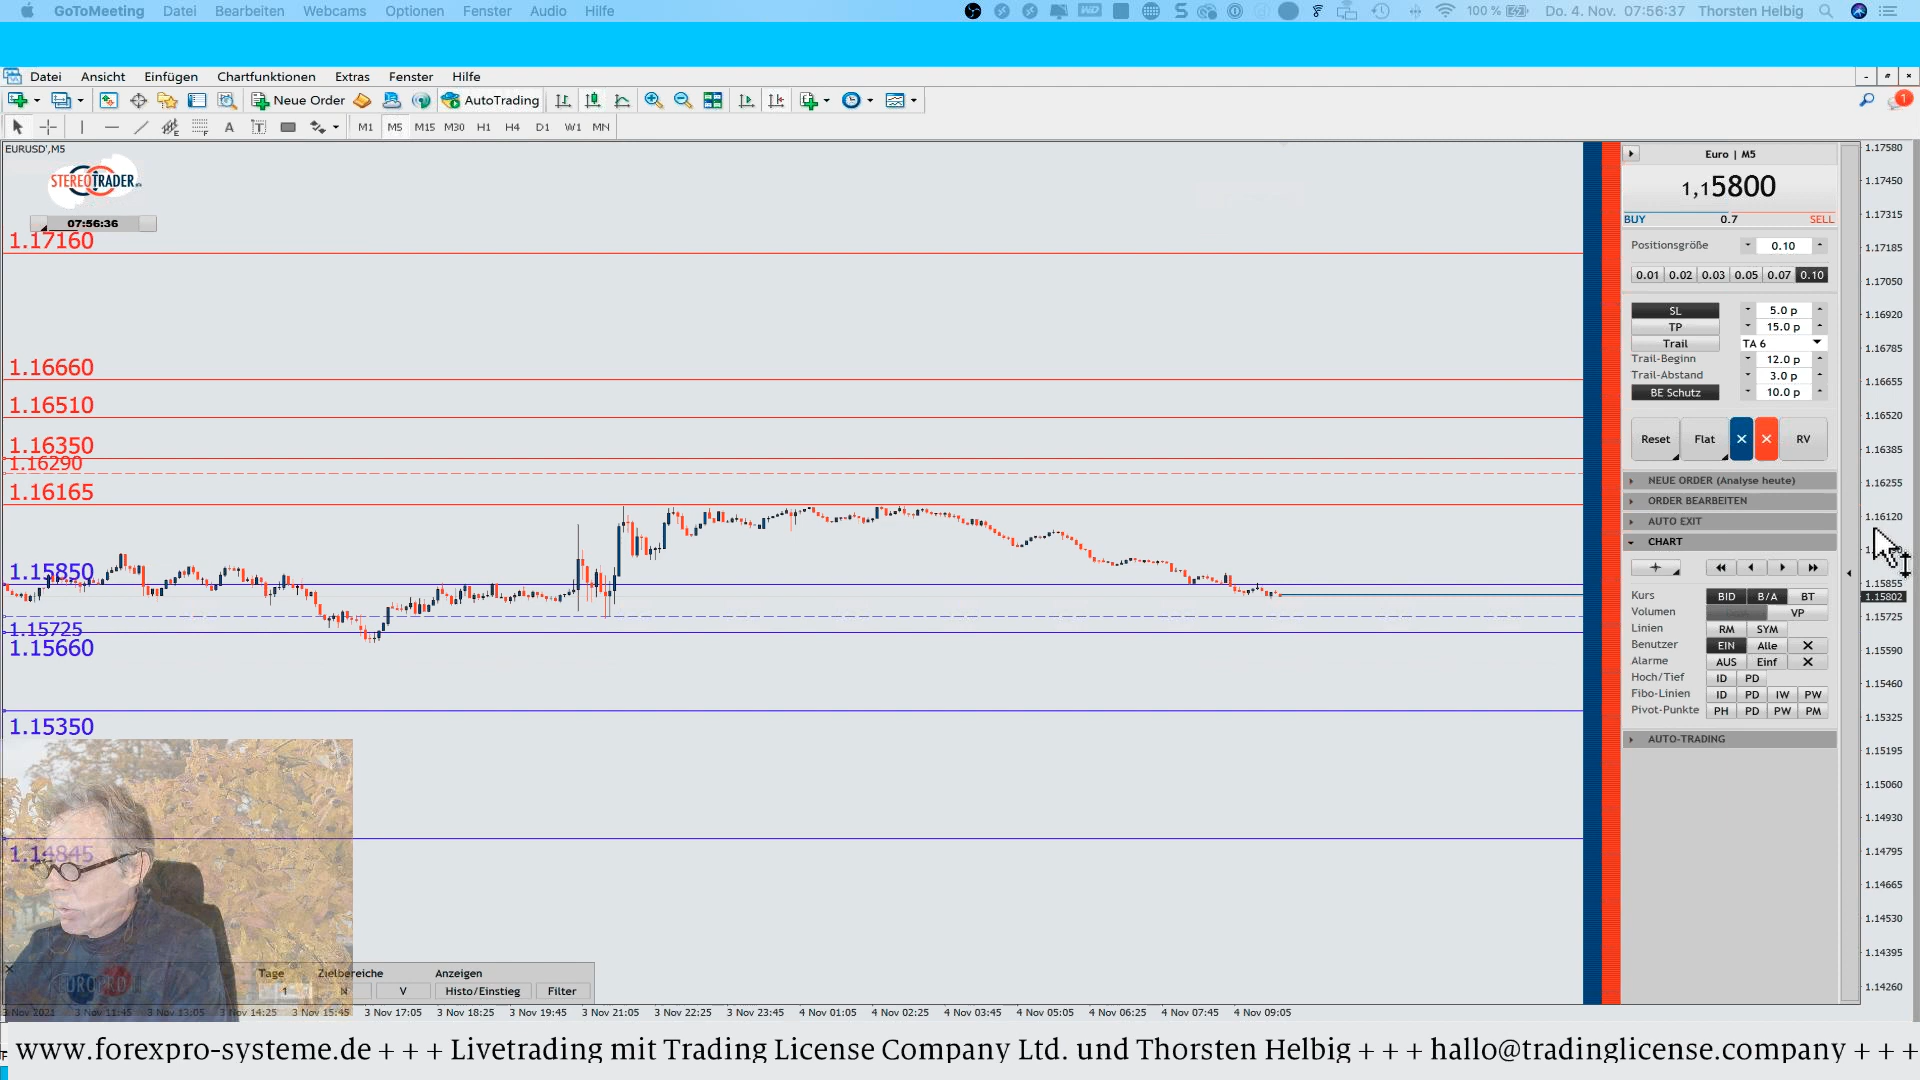 GoToMeeting Datei Bearbeiten Webcams Optionen Fenster Audio Hilfe 100 % Do. 4. Nov. 07:56:37 Thorsten Helbig
Datei Ansicht Einfügen Chartfunktionen Extras Fenster Hilfe
Neue Order AutoTrading 1
A T M1 M5 M15 M30 H1 H4 D1 W1 MN
EURUSD',M5
STEREOTRADER
07:56:36
1.17160
1.16660
1.16510
1.16350
1.16290
1.16165
1.15850
1.15725
1.15660
1.15350
1.14845
Euro | M5
1,15800
BUY 0.7 SELL
Positionsgröße 0.10
0.01 0.02 0.03 0.05 0.07 0.10
SL 5.0 p
TP 15.0 p
Trail TA 6
Trail-Beginn 12.0 p
Trail-Abstand 3.0 p
BE Schutz 10.0 p
Reset Flat RV
NEUE ORDER (Analyse heute)
ORDER BEARBEITEN
AUTO EXIT
CHART
Kurs BID B/A BT
Volumen VP
Linien RM SYM
Benutzer EIN Alle
Alarme AUS Einf
Hoch/Tief ID PD
Fibo-Linien ID PD IW PW
Pivot-Punkte PH PD PW PM
AUTO-TRADING
1.17580
1.17450
1.17315
1.17185
1.17050
1.16920
1.16785
1.16655
1.16520
1.16385
1.16255
1.16120
1.15855
1.15802
1.15725
1.15590
1.15460
1.15325
1.15195
1.15060
1.14930
1.14795
1.14665
1.14530
1.14395
1.14260
Tage Zielbereiche Anzeigen
1 N V Histo/Einstieg Filter
3 Nov 2021 3 Nov 11:45 3 Nov 13:05 3 Nov 14:25 3 Nov 15:45 3 Nov 17:05 3 Nov 18:25 3 Nov 19:45 3 Nov 21:05 3 Nov 22:25 3 Nov 23:45 4 Nov 01:05 4 Nov 02:25 4 Nov 03:45 4 Nov 05:05 4 Nov 06:25 4 Nov 07:45 4 Nov 09:05
www.forexpro-systeme.de + + + Livetrading mit Trading License Company Ltd. und Thorsten Helbig + + + hallo@tradinglicense.company + + +